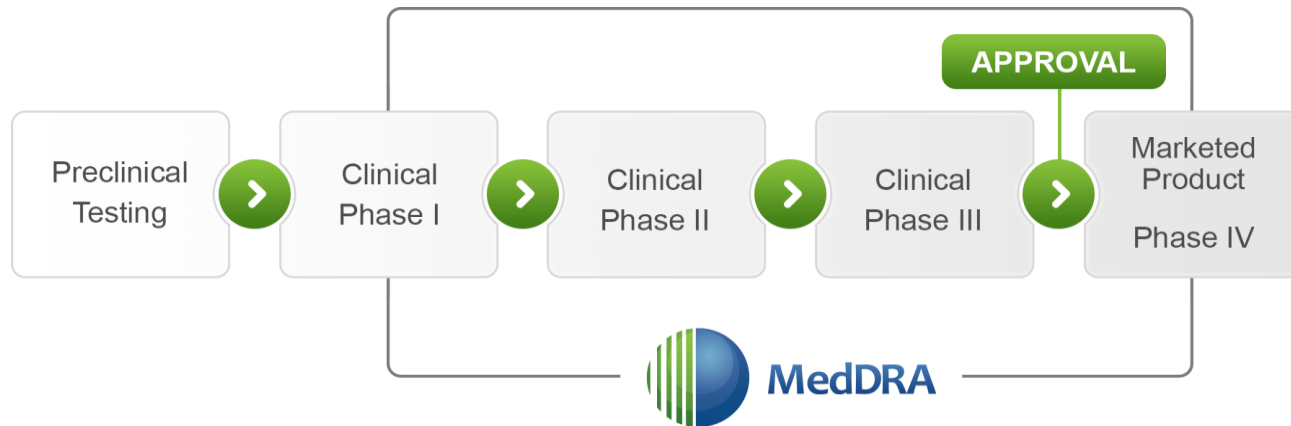 APPROVAL
Preclinical
Testing
Clinical
Phase I
Clinical
Phase II
Clinical
Phase III
Marketed
Product
Phase IV
MedDRA